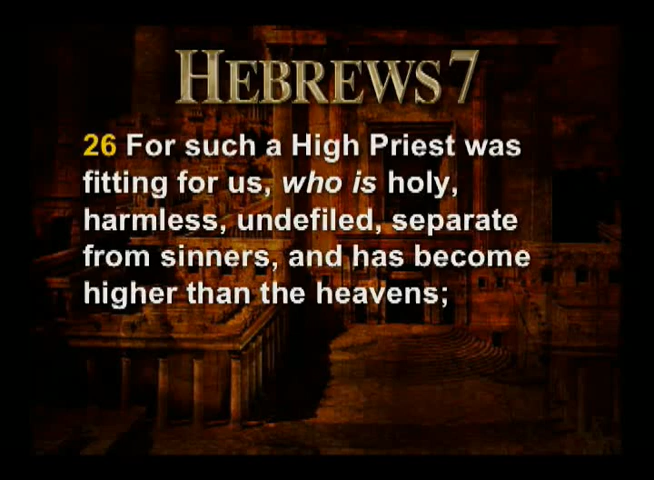 HEBREWS 7
26 For such a High Priest was
fitting for us, who is holy,
harmless, undefiled, separate
from sinners, and has become
higher than the heavens;